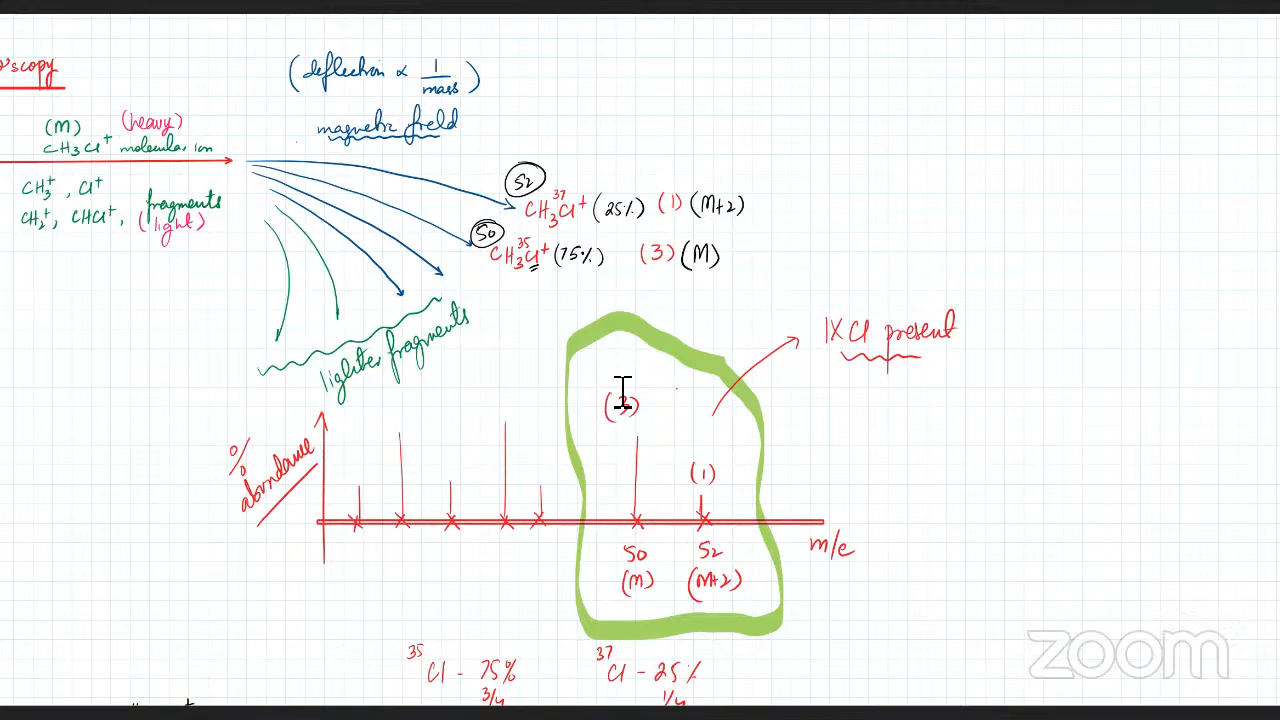 o'scopy
(deflection ∝ 1/mass)
magnetic field
(M) (heavy)
CH3Cl+ molecular ion
CH3+, Cl+
CH2+, CHCl+, fragments
(light)
52
CH3 37Cl+ (25%) (1) (M+2)
50
CH3 35Cl+ (75%) (3) (M)
lighter fragments
1XCl present
(3)
(1)
% abundance
50 52 m/e
(M) (M+2)
35Cl - 75% 37Cl - 25%
3/4 1/4
zoom